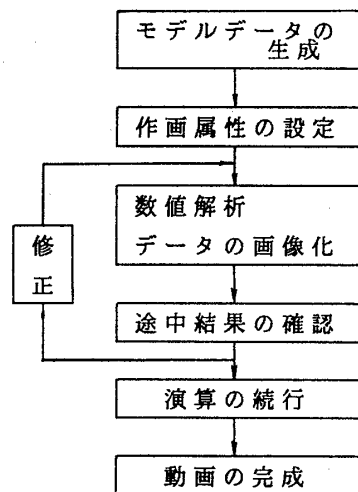 モデルデータの
生成
作画属性の設定
数値解析
データの画像化
修
正
途中結果の確認
演算の続行
動画の完成